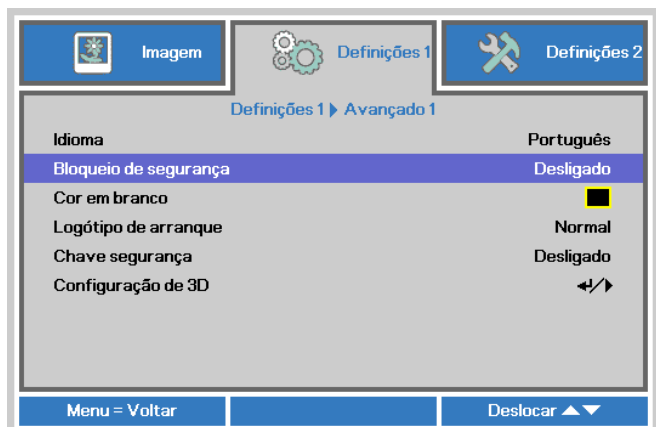 Imagem
Definições 1
Definições 2
Definições 1 Avançado 1
Idioma Português
Bloqueio de segurança Desligado
Cor em branco
Logótipo de arranque Normal
Chave segurança Desligado
Configuração de 3D
Menu = Voltar
Deslocar